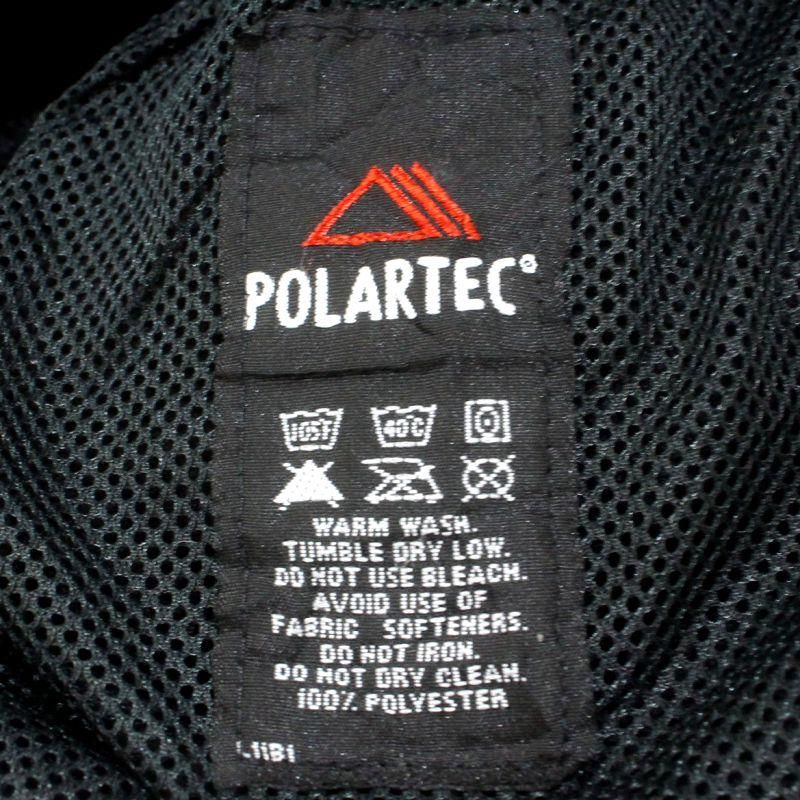 POLARTEC®
105F 40°C
WARM WASH.
TUMBLE DRY LOW.
DO NOT USE BLEACH.
AVOID USE OF
FABRIC SOFTENERS.
DO NOT IRON.
DO NOT DRY CLEAN.
100% POLYESTER